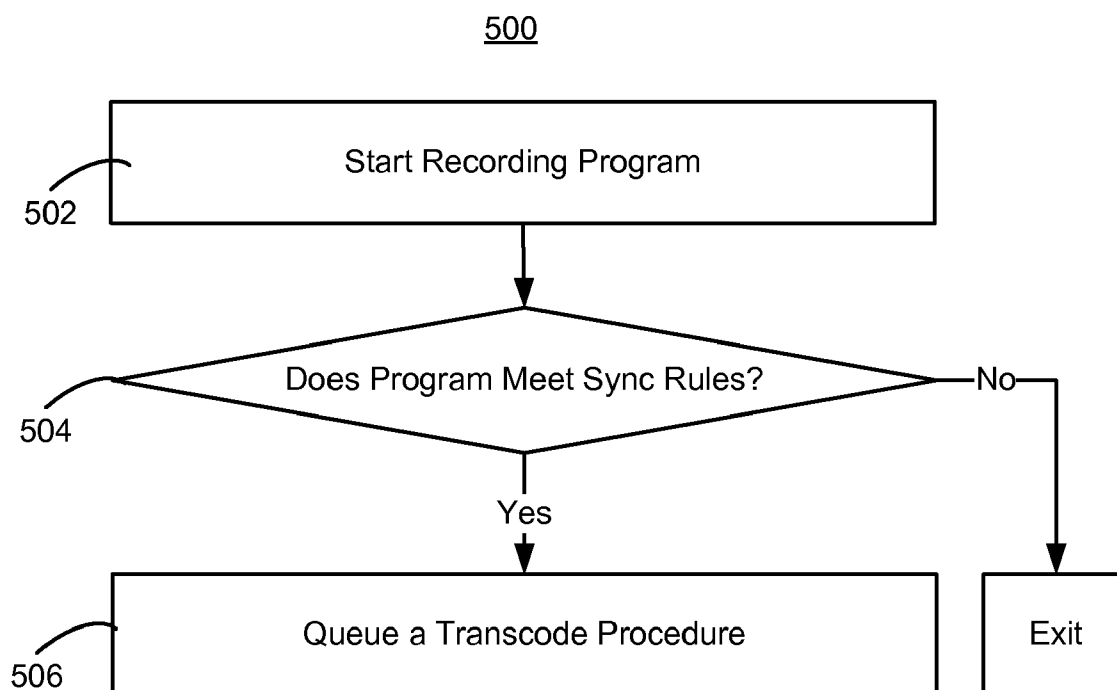 500
Start Recording Program
502
Does Program Meet Sync Rules?
No
504
Yes
Queue a Transcode Procedure
Exit
506